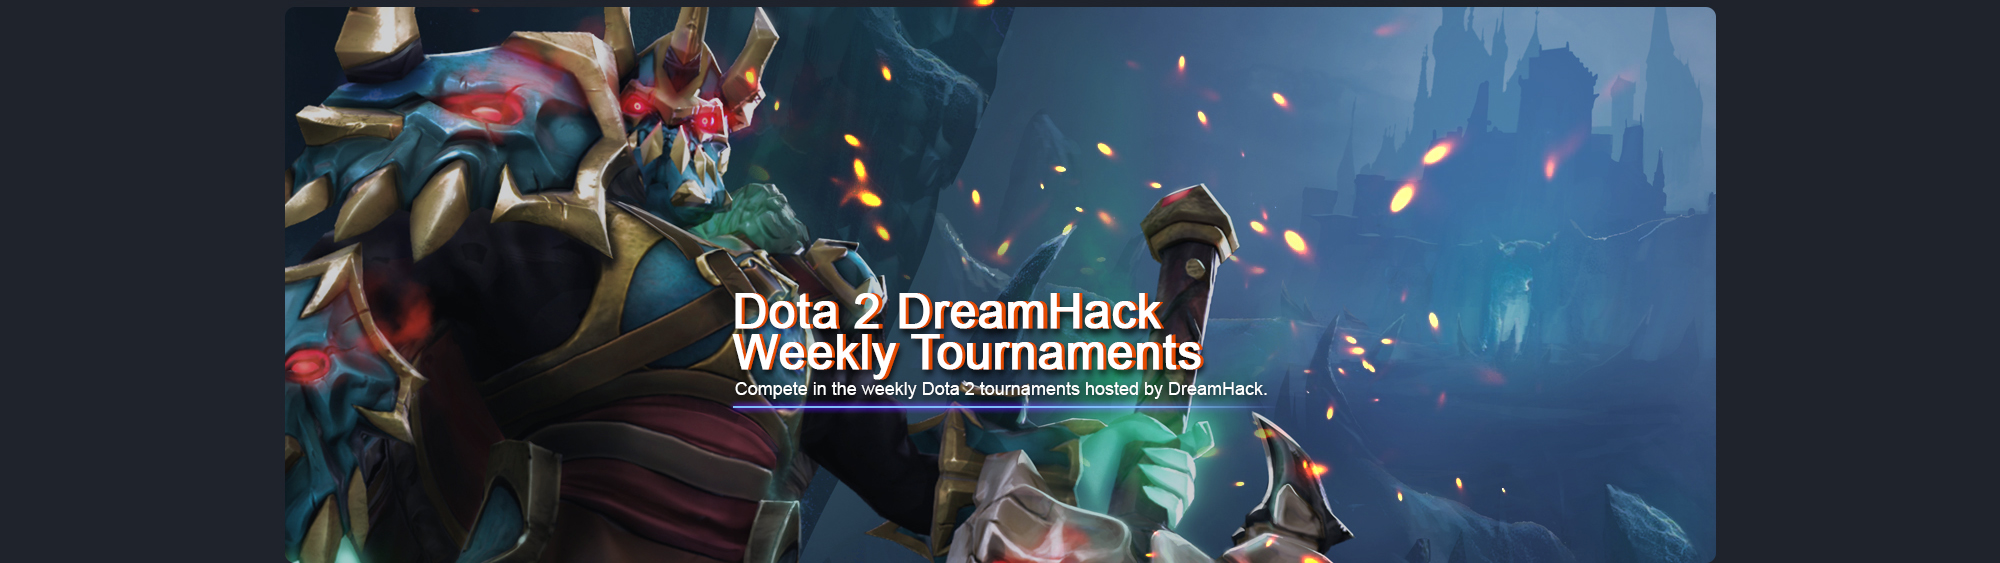 Dota 2 DreamHack
Weekly Tournaments
Compete in the weekly Dota 2 tournaments hosted by DreamHack.